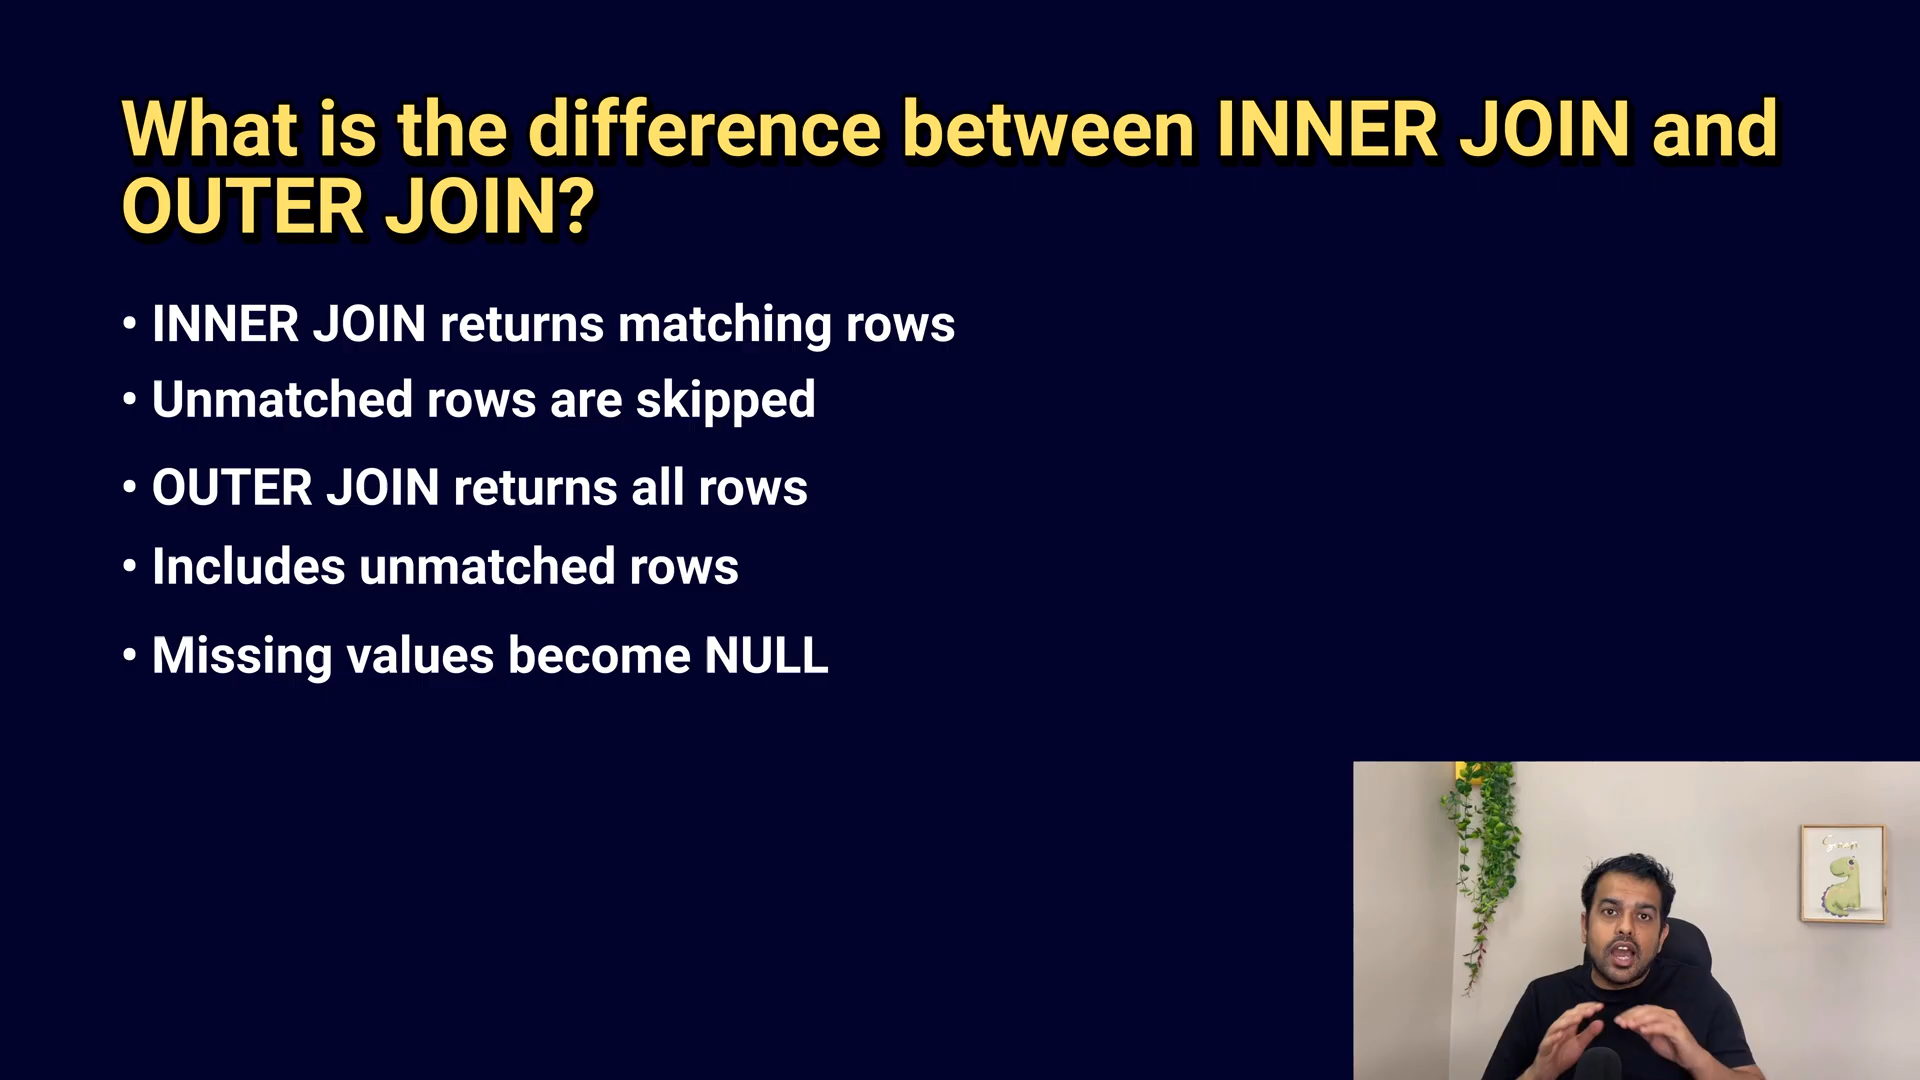 What is the difference between INNER JOIN and
OUTER JOIN?
• INNER JOIN returns matching rows
• Unmatched rows are skipped
• OUTER JOIN returns all rows
• Includes unmatched rows
• Missing values become NULL